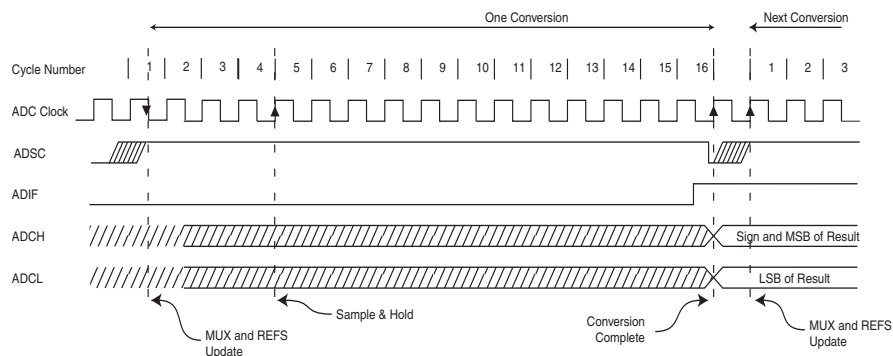 One Conversion
Next Conversion
Cycle Number 1 2 3 4 5 6 7 8 9 10 11 12 13 14 15 16 1 2 3
ADC Clock
ADSC
ADIF
ADCH
Sign and MSB of Result
ADCL
LSB of Result
MUX and REFS
Update
Sample & Hold
Conversion
Complete
MUX and REFS
Update